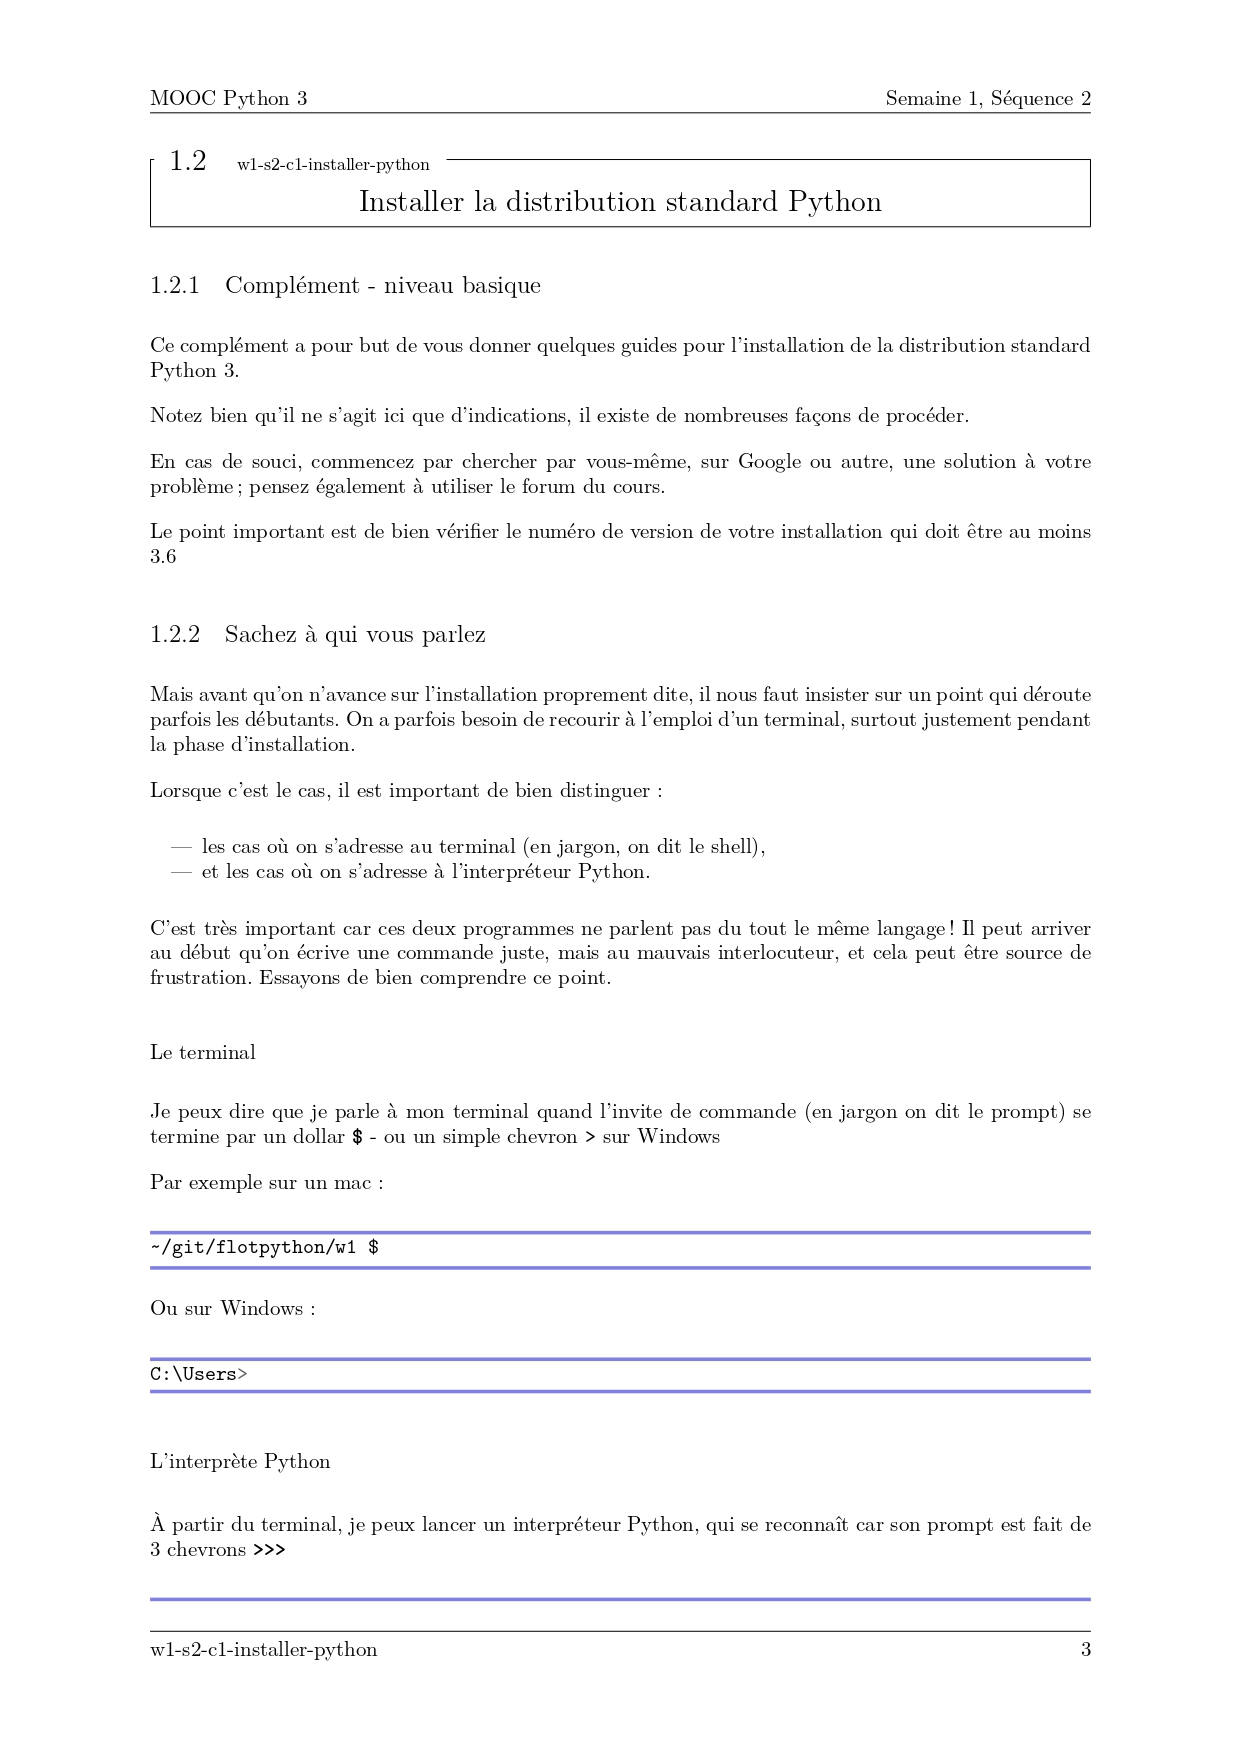 MOOC Python 3 Semaine 1, Séquence 2
1.2 w1-s2-c1-installer-python
Installer la distribution standard Python
1.2.1 Complément - niveau basique
Ce complément a pour but de vous donner quelques guides pour l'installation de la distribution standard
Python 3.
Notez bien qu'il ne s'agit ici que d'indications, il existe de nombreuses façons de procéder.
En cas de souci, commencez par chercher par vous-même, sur Google ou autre, une solution à votre
problème ; pensez également à utiliser le forum du cours.
Le point important est de bien vérifier le numéro de version de votre installation qui doit être au moins
3.6
1.2.2 Sachez à qui vous parlez
Mais avant qu'on n'avance sur l'installation proprement dite, il nous faut insister sur un point qui déroute
parfois les débutants. On a parfois besoin de recourir à l'emploi d'un terminal, surtout justement pendant
la phase d'installation.
Lorsque c'est le cas, il est important de bien distinguer :
— les cas où on s'adresse au terminal (en jargon, on dit le shell),
— et les cas où on s'adresse à l'interpréteur Python.
C'est très important car ces deux programmes ne parlent pas du tout le même langage ! Il peut arriver
au début qu'on écrive une commande juste, mais au mauvais interlocuteur, et cela peut être source de
frustration. Essayons de bien comprendre ce point.
Le terminal
Je peux dire que je parle à mon terminal quand l'invite de commande (en jargon on dit le prompt) se
termine par un dollar $ - ou un simple chevron > sur Windows
Par exemple sur un mac :
~/git/flotpython/w1 $
Ou sur Windows :
C:\Users>
L'interprète Python
À partir du terminal, je peux lancer un interpréteur Python, qui se reconnaît car son prompt est fait de
3 chevrons >>>
w1-s2-c1-installer-python 3